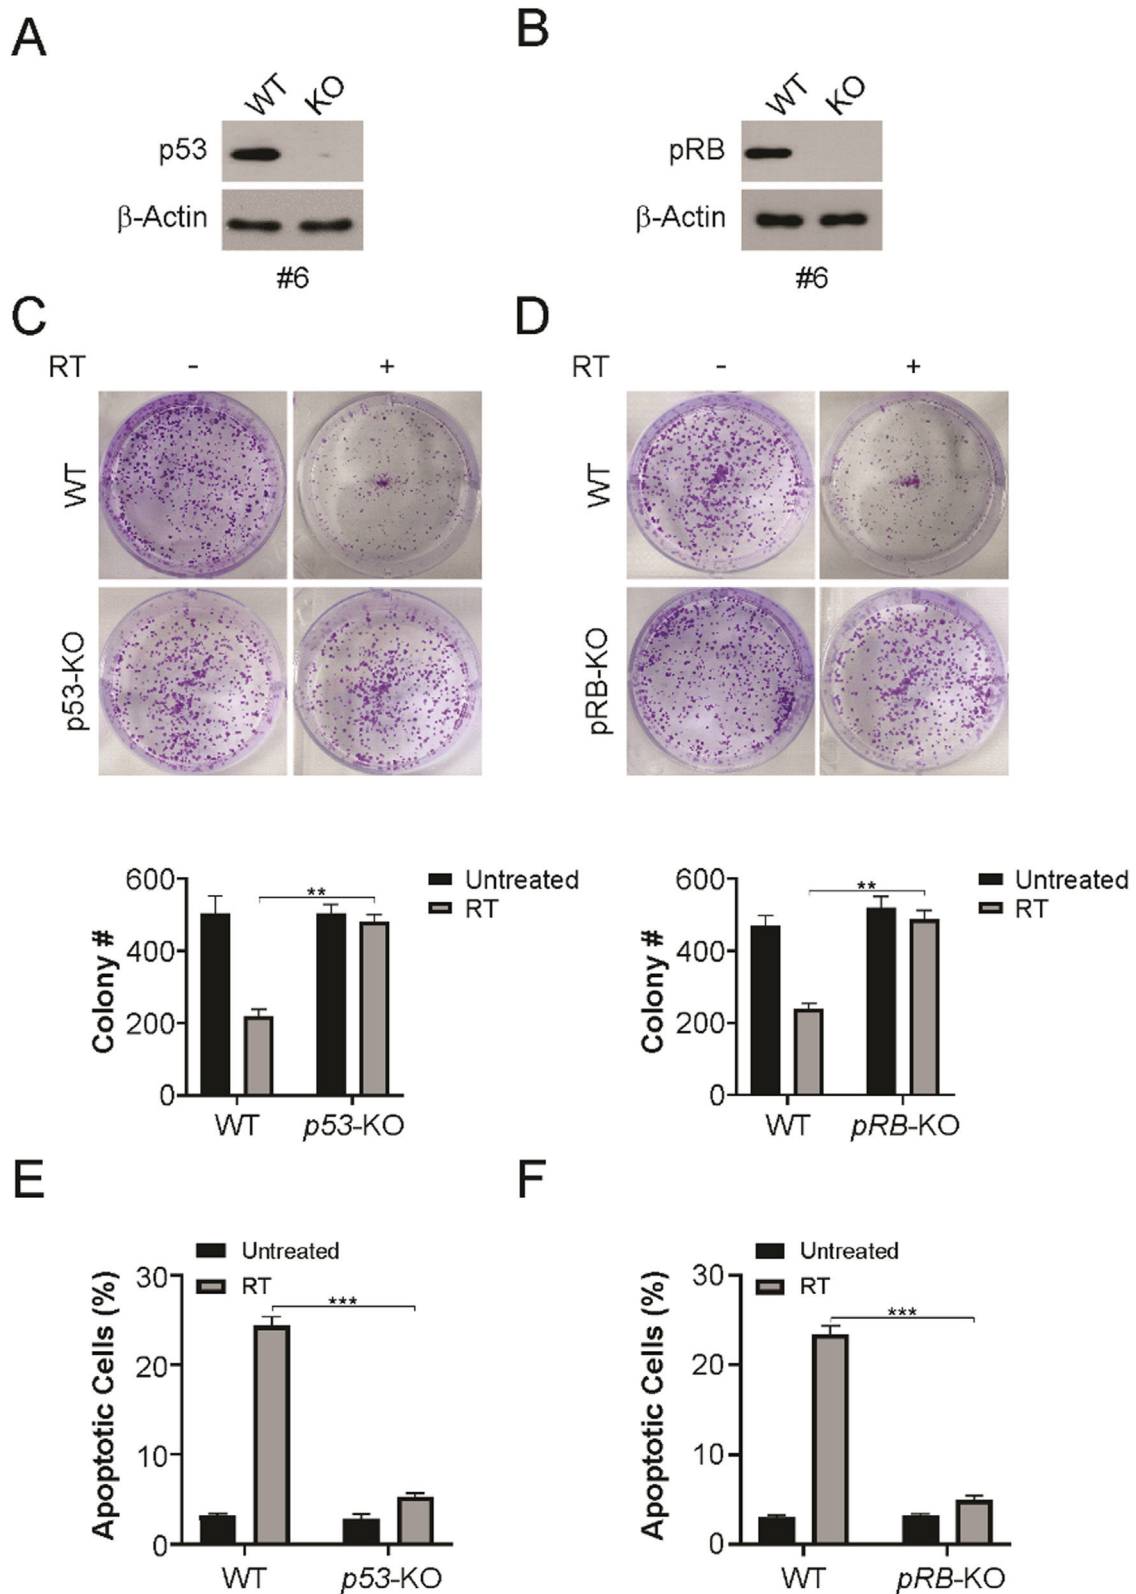 A
B
WT KO
WT KO
p53
pRB
β-Actin
β-Actin
#6
#6
C
D
RT - +
RT - +
WT
WT
p53-KO
pRB-KO
600
400
200
0
Colony #
**
Untreated
RT
WT p53-KO
600
400
200
0
Colony #
**
Untreated
RT
WT pRB-KO
E
F
Untreated
RT
30
20
10
0
Apoptotic Cells (%)
***
WT p53-KO
Untreated
RT
30
20
10
0
Apoptotic Cells (%)
***
WT pRB-KO